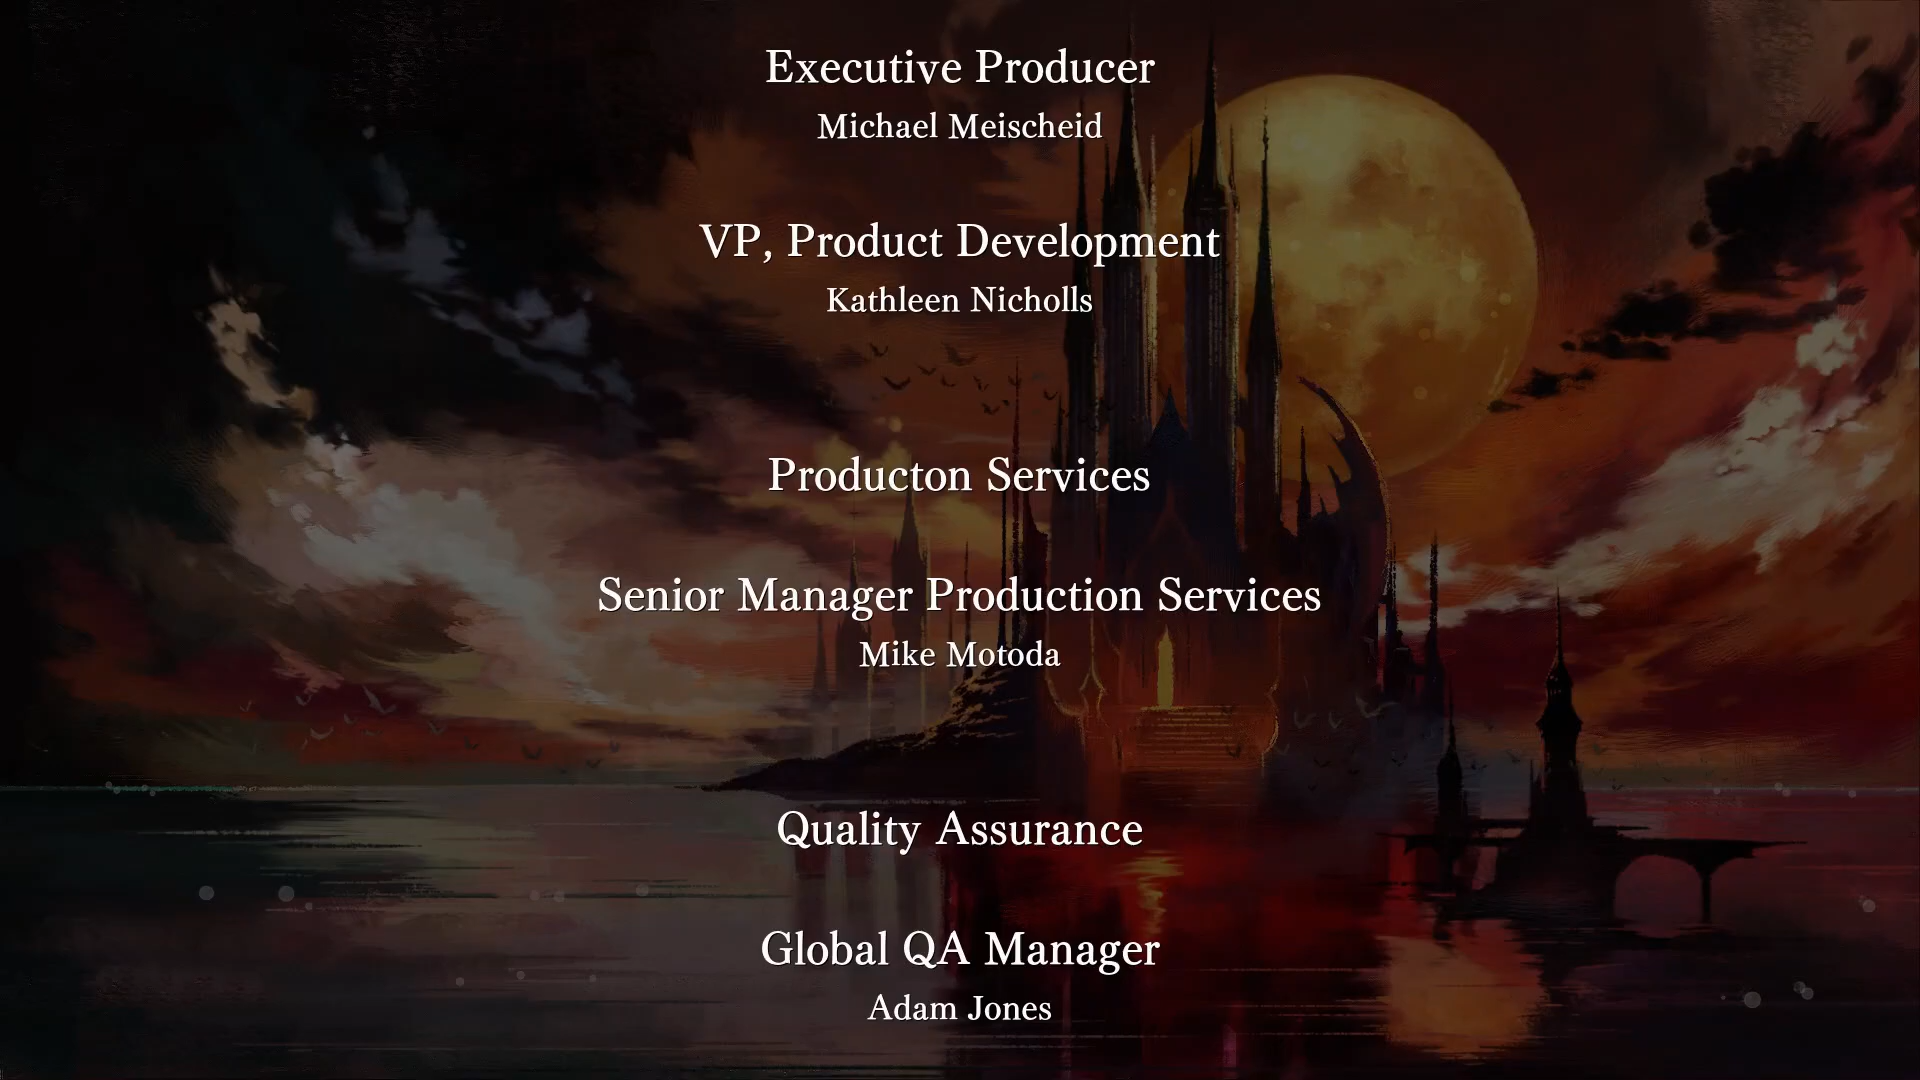 Executive Producer
Michael Meischeid
VP, Product Development
Kathleen Nicholls
Producton Services
Senior Manager Production Services
Mike Motoda
Quality Assurance
Global QA Manager
Adam Jones